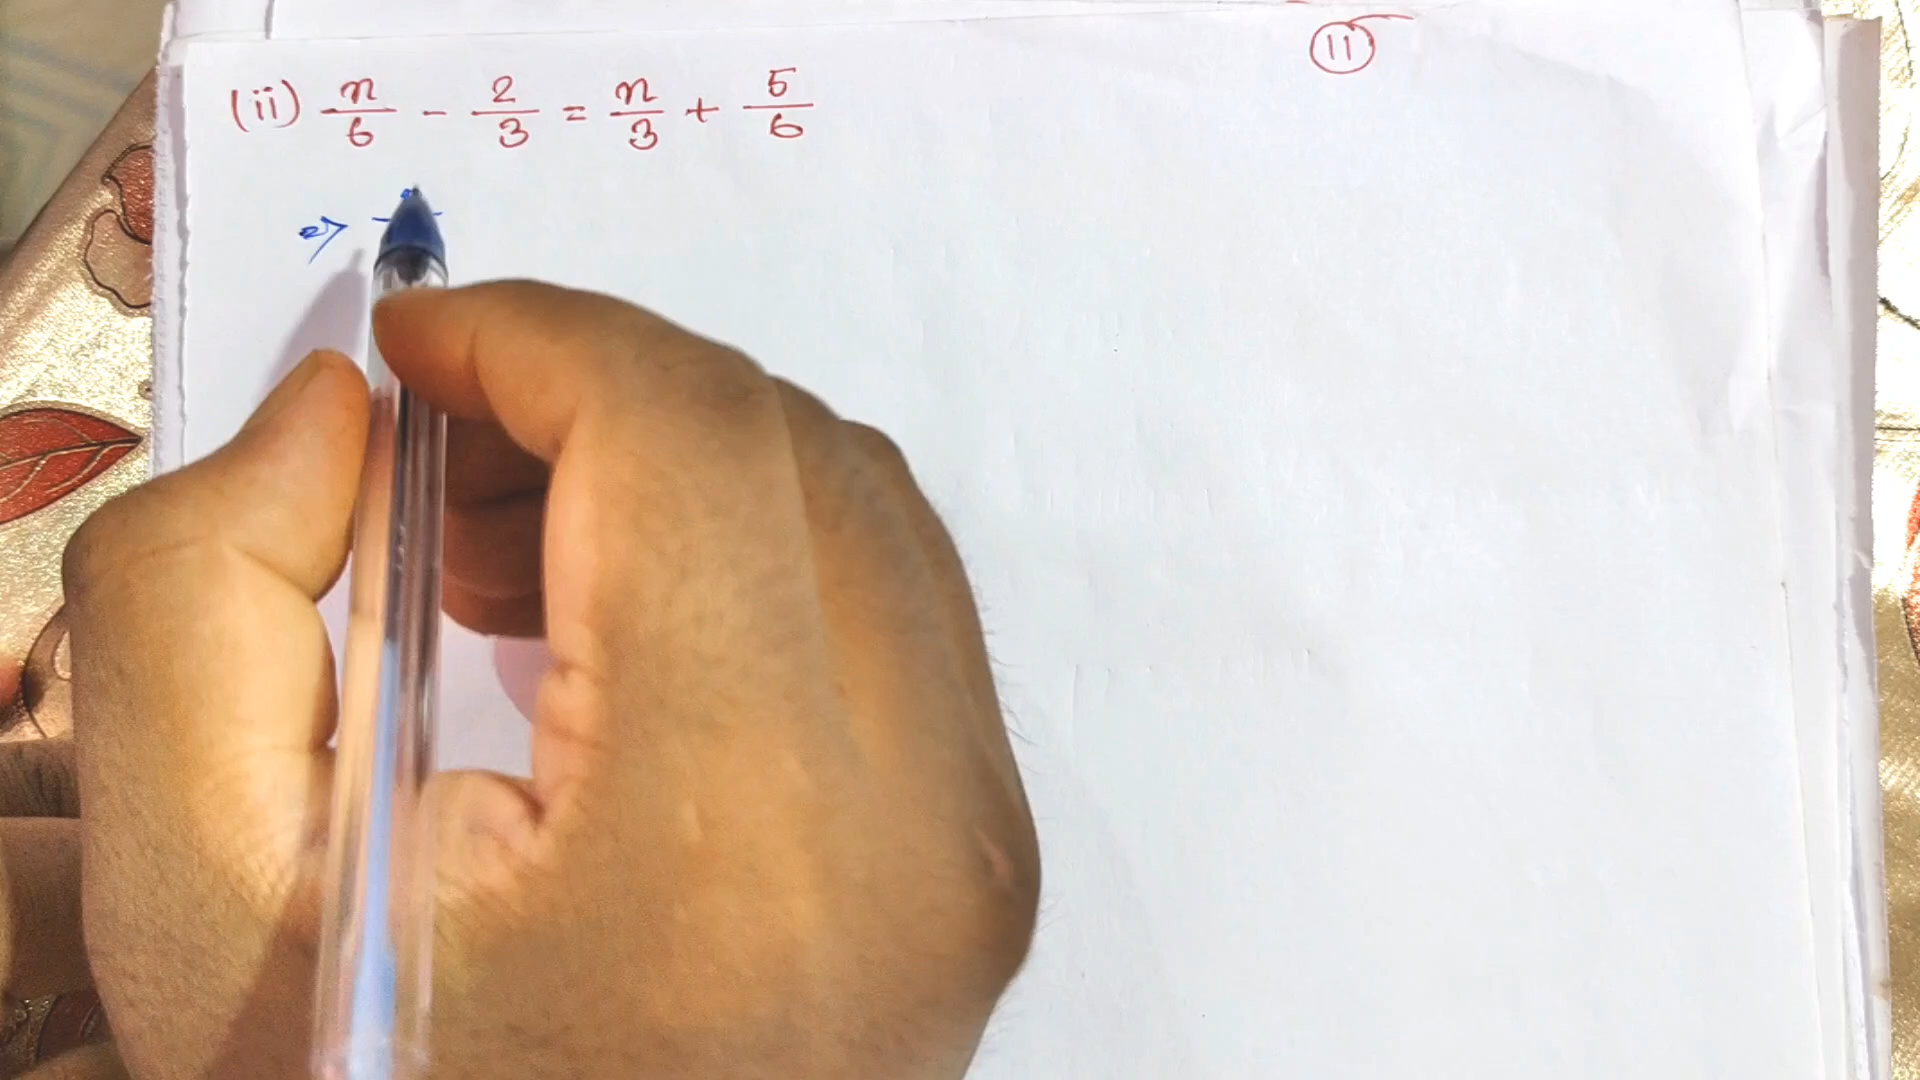 11
(ii) n/6 - 2/3 = n/3 + 5/6
⇒